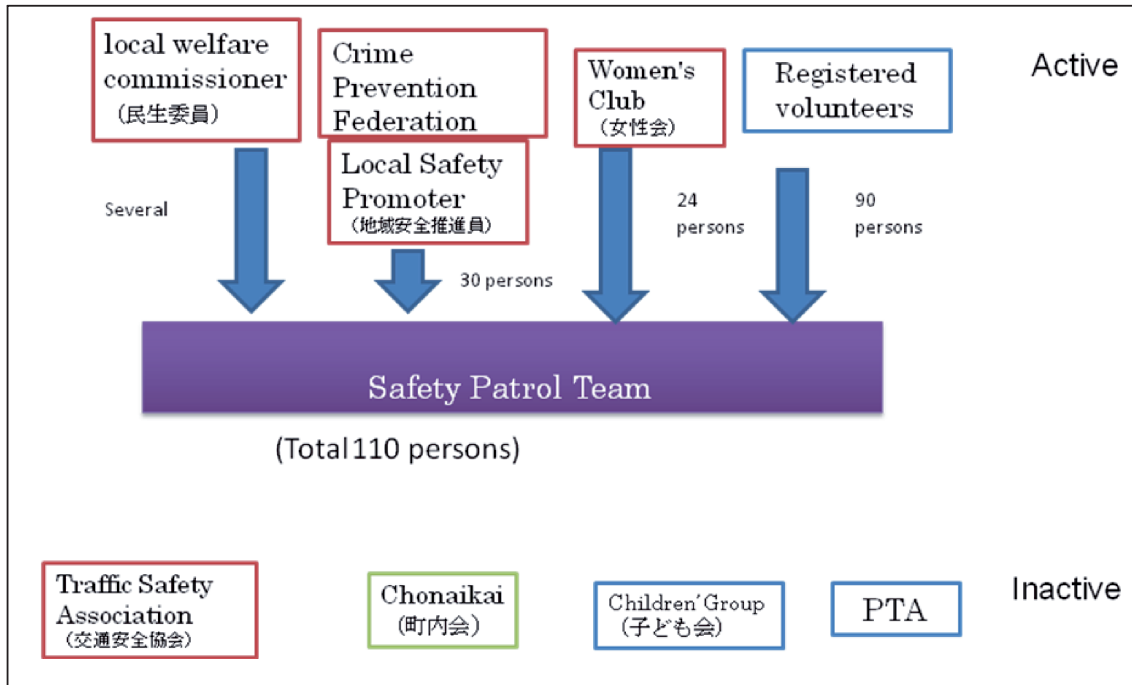 local welfare
commissioner
（民生委員）
Crime
Prevention
Federation
Local Safety
Promoter
（地域安全推進員）
Women's
Club
（女性会）
Registered
volunteers
Active
Several
30 persons
24
persons
90
persons
Safety Patrol Team
(Total 110 persons)
Traffic Safety
Association
（交通安全協会）
Chonaikai
（町内会）
Children´Group
（子ども会）
PTA
Inactive